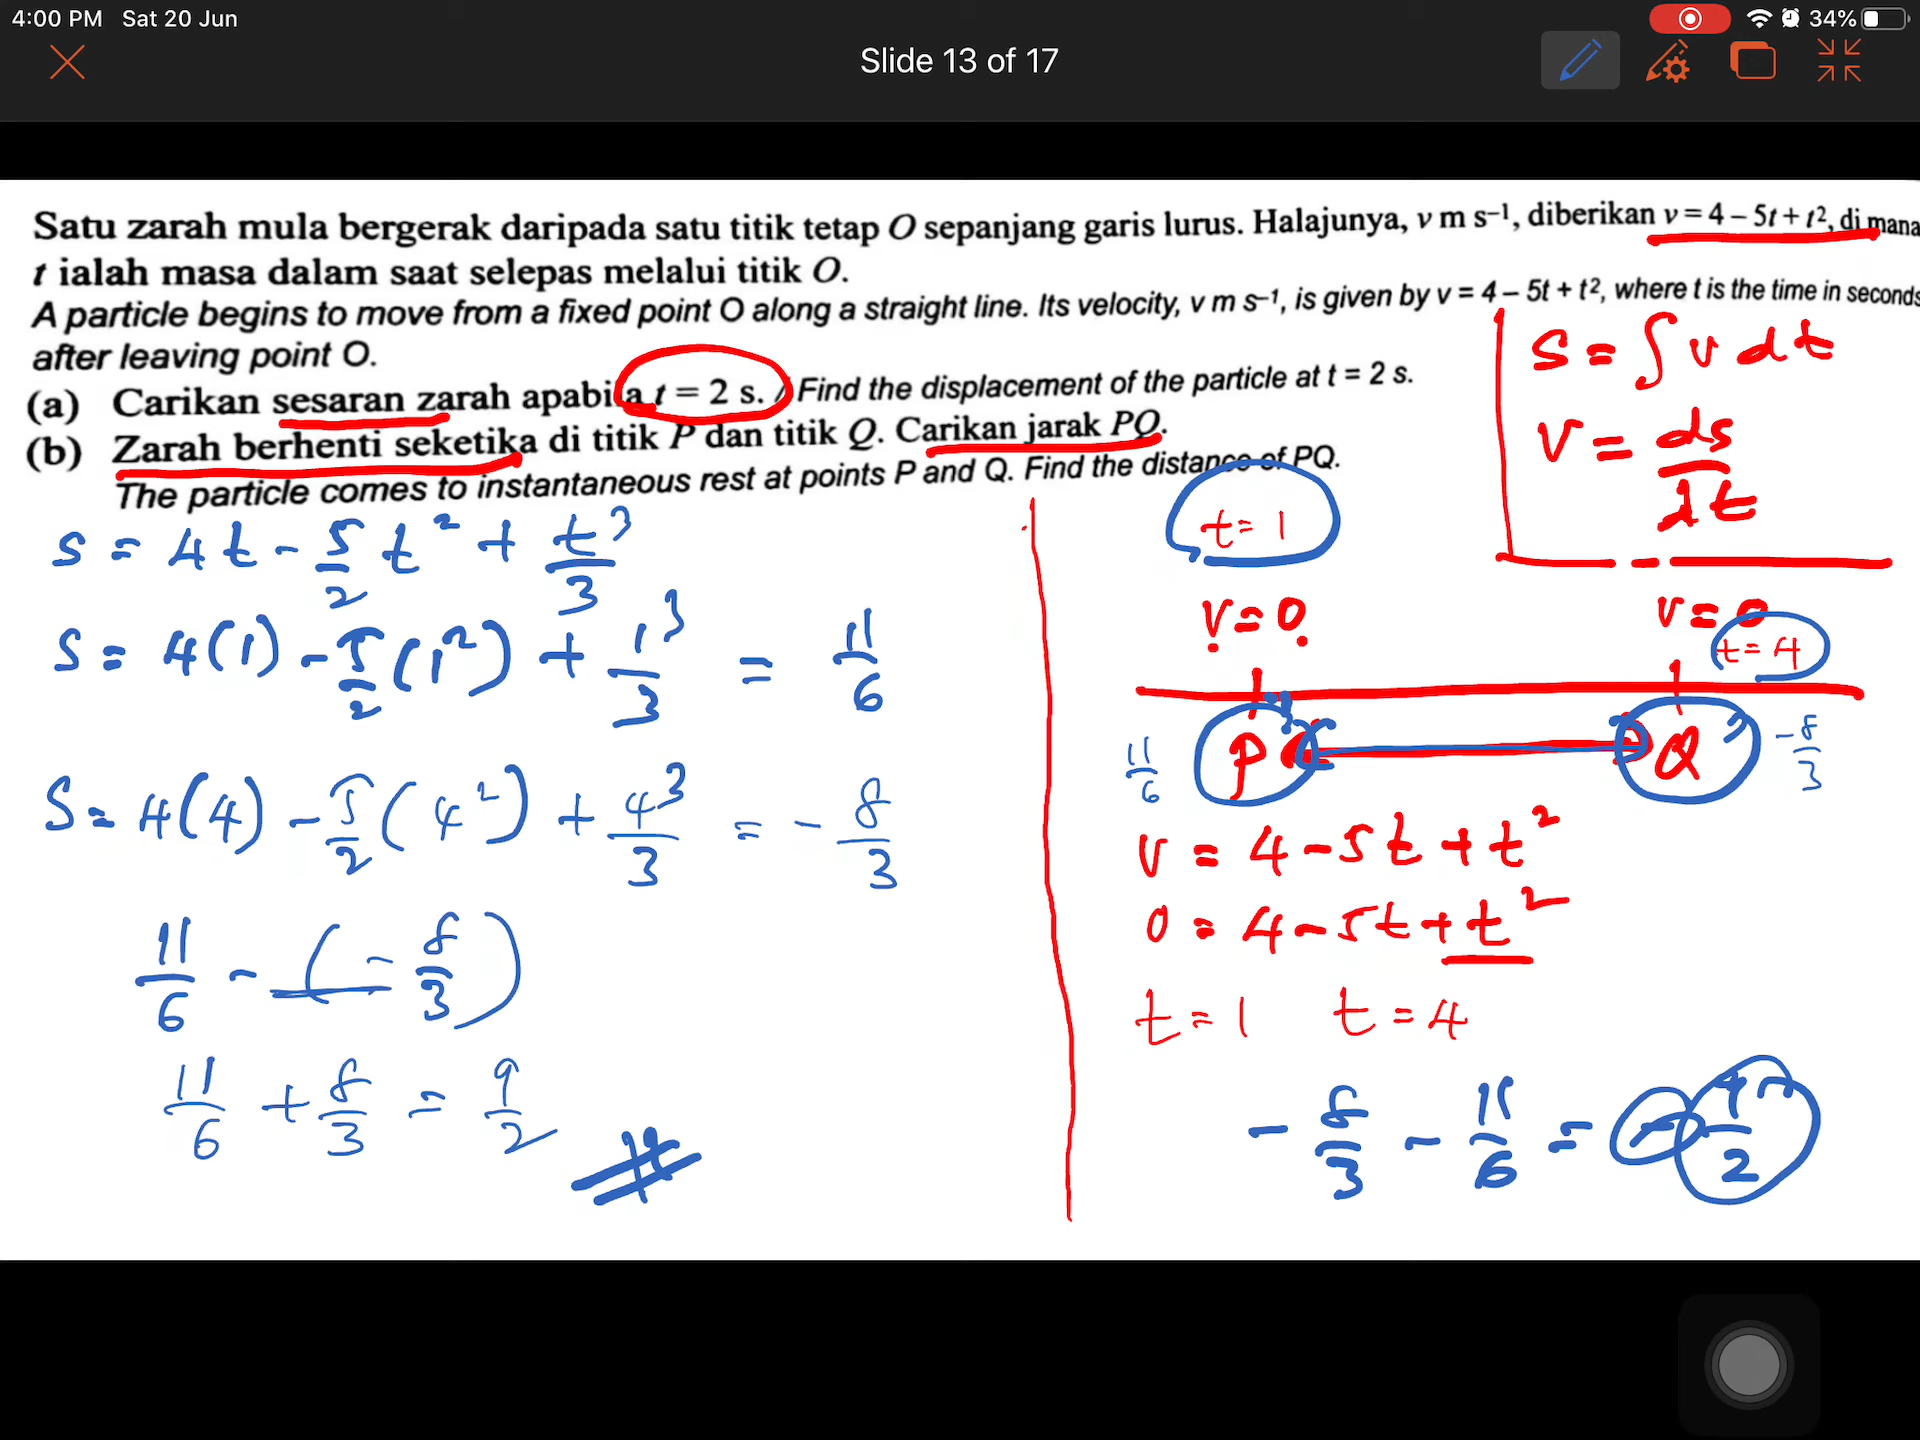 4:00 PM Sat 20 Jun
34%
Slide 13 of 17
Satu zarah mula bergerak daripada satu titik tetap O sepanjang garis lurus. Halajunya, v m s⁻¹, diberikan v = 4 – 5t + t², di mana
t ialah masa dalam saat selepas melalui titik O.
A particle begins to move from a fixed point O along a straight line. Its velocity, v m s⁻¹, is given by v = 4 – 5t + t², where t is the time in seconds
after leaving point O.
(a) Carikan sesaran zarah apabila t = 2 s. / Find the displacement of the particle at t = 2 s.
(b) Zarah berhenti seketika di titik P dan titik Q. Carikan jarak PQ.
The particle comes to instantaneous rest at points P and Q. Find the distance of PQ.
s = ∫ v dt
v = ds/dt
s = 4t - 5/2 t² + t³/3
s = 4(1) - 5/2 (1²) + 1³/3 = 11/6
s = 4(4) - 5/2 (4²) + 4³/3 = - 8/3
11/6 - (- 8/3)
11/6 + 8/3 = 9/2
t = 1
v = 0
v = 0
t = 4
11/6 P Q - 8/3
v = 4 - 5t + t²
0 = 4 - 5t + t²
t = 1 t = 4
- 8/3 - 11/6 = - 9/2